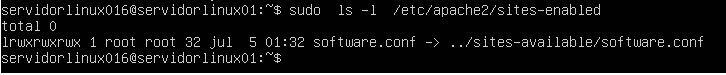 servidorlinux016@servidorlinux01:~$ sudo  ls -l  /etc/apache2/sites-enabled
total 0
lrwxrwxrwx 1 root root 32 jul  5 01:32 software.conf -> ../sites-available/software.conf
servidorlinux016@servidorlinux01:~$